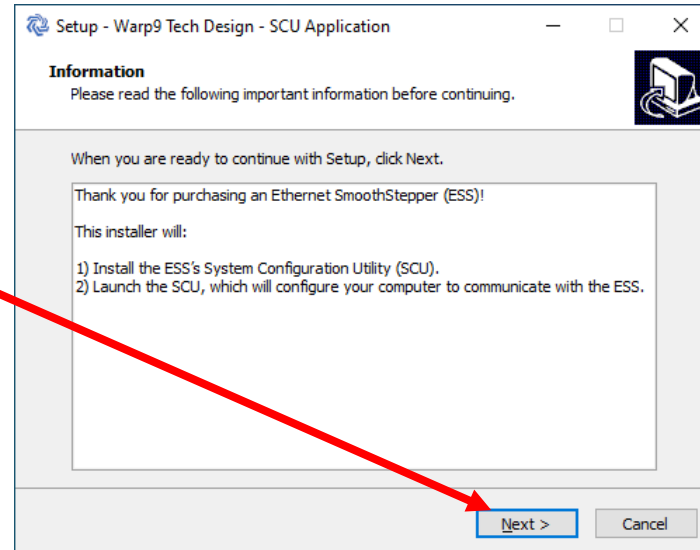 Setup - Warp9 Tech Design - SCU Application
Information
Please read the following important information before continuing.
When you are ready to continue with Setup, click Next.
Thank you for purchasing an Ethernet SmoothStepper (ESS)!
This installer will:
1) Install the ESS's System Configuration Utility (SCU).
2) Launch the SCU, which will configure your computer to communicate with the ESS.
Next >
Cancel